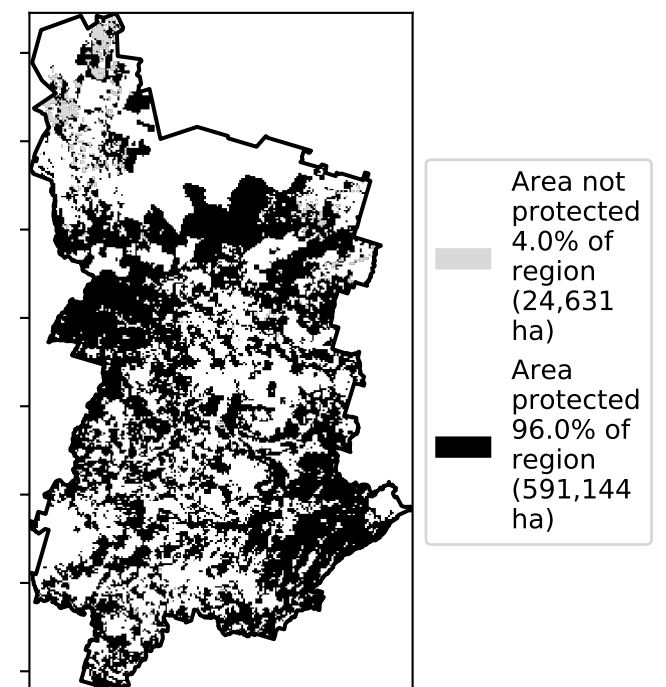 Area not
protected
4.0% of
region
(24,631
ha)
Area
protected
96.0% of
region
(591,144
ha)